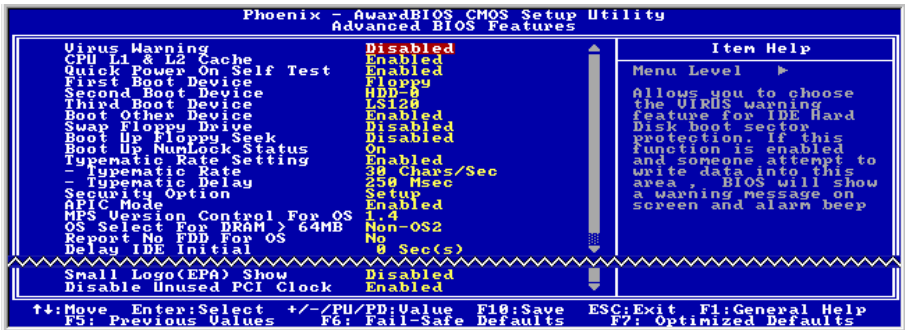 Phoenix - AwardBIOS CMOS Setup Utility
Advanced BIOS Features
Virus Warning Disabled
CPU L1 & L2 Cache Enabled
Quick Power On Self Test Enabled
First Boot Device Floppy
Second Boot Device HDD-0
Third Boot Device LS120
Boot Other Device Enabled
Swap Floppy Drive Disabled
Boot Up Floppy Seek Disabled
Boot Up NumLock Status On
Typematic Rate Setting Enabled
- Typematic Rate 30 Chars/Sec
- Typematic Delay 250 Msec
Security Option Setup
APIC Mode Enabled
MPS Version Control For OS 1.4
OS Select For DRAM > 64MB Non-OS2
Report No FDD For OS No
Delay IDE Initial 0 Sec(s)
Small Logo(EPA) Show Disabled
Disable Unused PCI Clock Enabled
Item Help
Menu Level ►
Allows you to choose
the VIRUS warning
feature for IDE Hard
Disk boot sector
protection. If this
function is enabled
and someone attempt to
write data into this
area , BIOS will show
a warning message on
screen and alarm beep
↑↓:Move Enter:Select +/-/PU/PD:Value F10:Save ESC:Exit F1:General Help
F5: Previous Values F6: Fail-Safe Defaults F7: Optimized Defaults